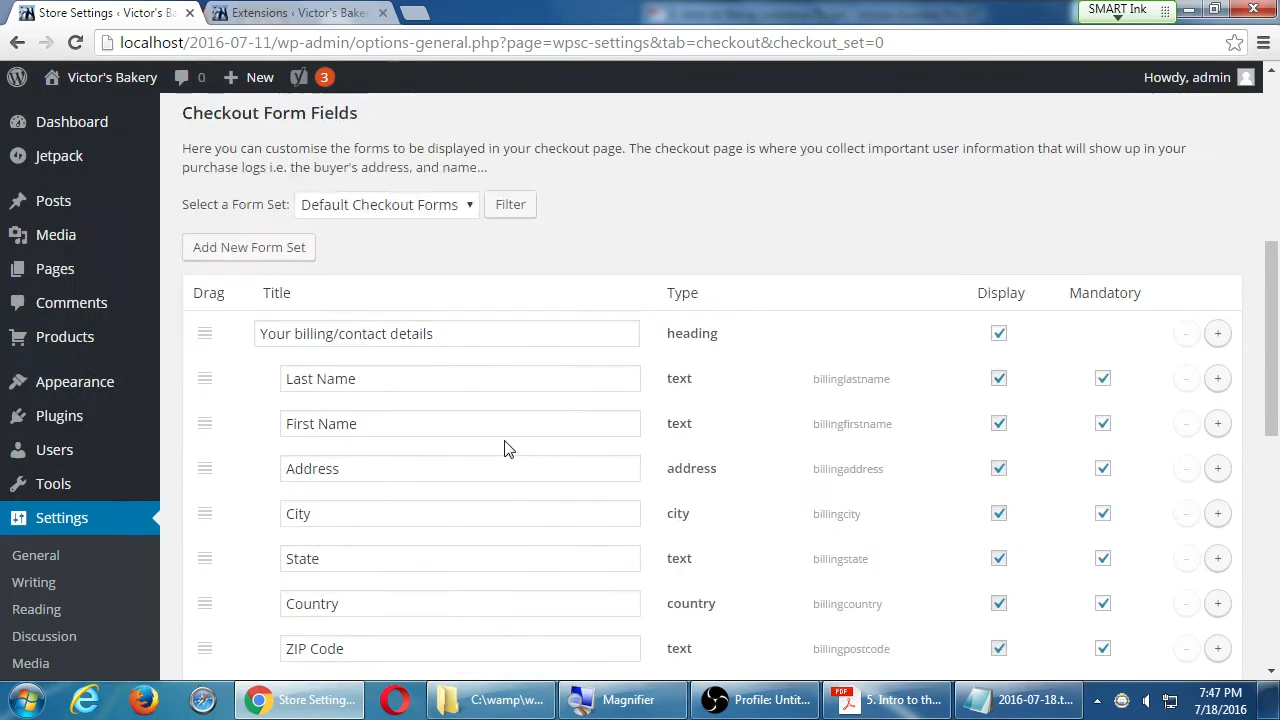 Store Settings ‹ Victor's Ba
Extensions ‹ Victor's Bake
SMART Ink
localhost/2016-07-11/wp-admin/options-general.php?page=wpsc-settings&tab=checkout&checkout_set=0
Victor's Bakery 0 + New 3 Howdy, admin
Dashboard
Jetpack
Posts
Media
Pages
Comments
Products
Appearance
Plugins
Users
Tools
Settings
General
Writing
Reading
Discussion
Media
Checkout Form Fields
Here you can customise the forms to be displayed in your checkout page. The checkout page is where you collect important user information that will show up in your
purchase logs i.e. the buyer's address, and name...
Select a Form Set: Default Checkout Forms Filter
Add New Form Set
Drag Title Type Display Mandatory
Your billing/contact details heading - +
Last Name text billinglastname - +
First Name text billingfirstname - +
Address address billingaddress - +
City city billingcity - +
State text billingstate - +
Country country billingcountry - +
ZIP Code text billingpostcode - +
Store Setting... C:\wamp\w... Magnifier Profile: Untit... PDF 5. Intro to th... 2016-07-18.t... 7:47 PM
7/18/2016